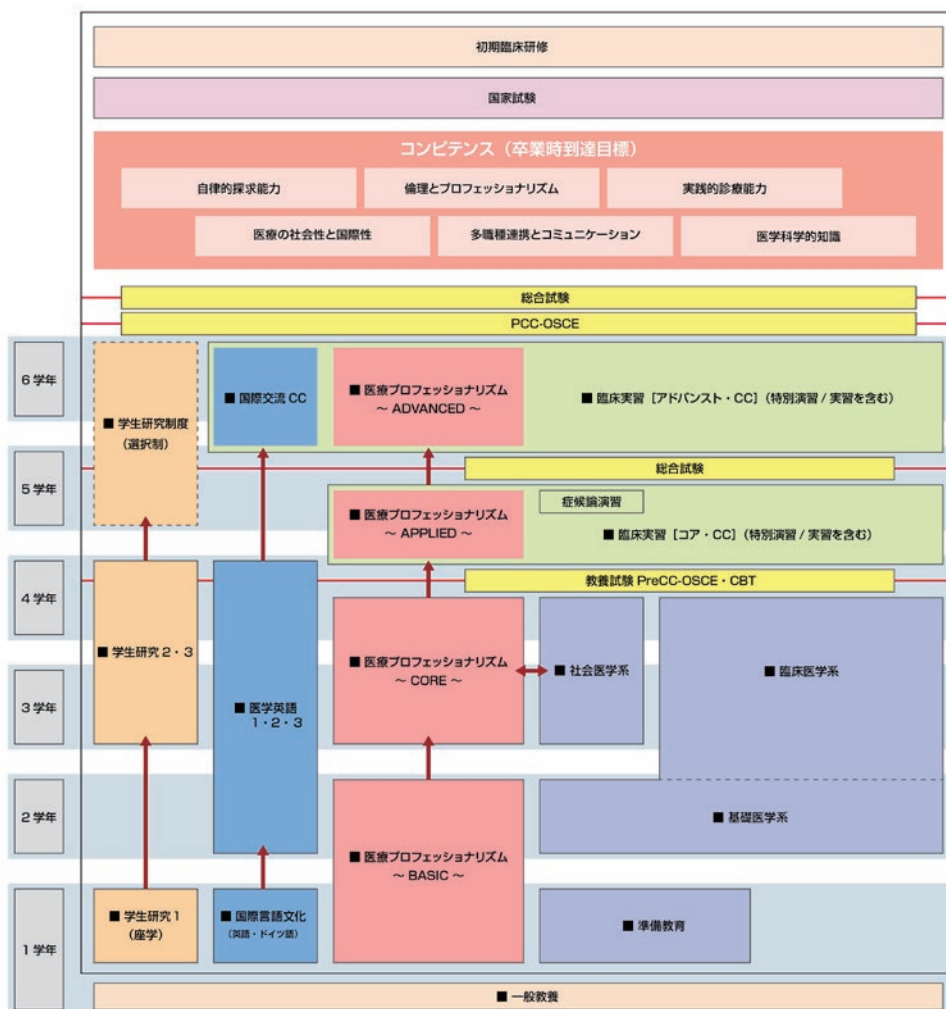 初期臨床研修
国家試験
コンピテンス（卒業時到達目標）
自律的探求能力
倫理とプロフェッショナリズム
実践的診療能力
医療の社会性と国際性
多職種連携とコミュニケーション
医学科学的知識
総合試験
PCC-OSCE
6 学年
■ 学生研究制度
（選択制）
■ 国際交流 CC
■ 医療プロフェッショナリズム
～ ADVANCED ～
■ 臨床実習［アドバンスト・CC］（特別演習 / 実習を含む）
5 学年
総合試験
■ 医療プロフェッショナリズム
～ APPLIED ～
症候論演習
■ 臨床実習［コア・CC］（特別演習 / 実習を含む）
教養試験 PreCC-OSCE・CBT
4 学年
■ 学生研究 2・3
■ 医療プロフェッショナリズム
～ CORE ～
■ 社会医学系
■ 臨床医学系
3 学年
■ 医学英語
1・2・3
2 学年
■ 基礎医学系
■ 医療プロフェッショナリズム
～ BASIC ～
1 学年
■ 学生研究 1
（座学）
■ 国際言語文化
（英語・ドイツ語）
■ 準備教育
■ 一般教養